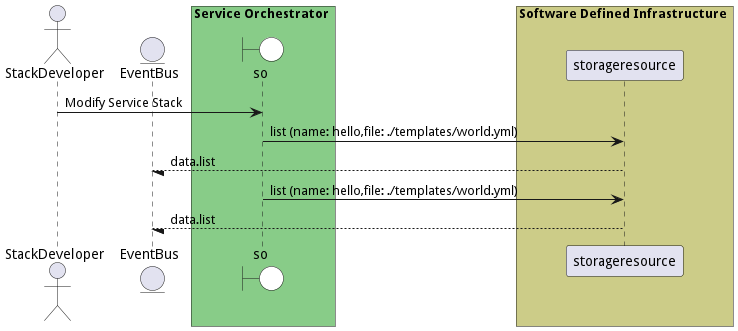 Service Orchestrator
Software Defined Infrastructure
StackDeveloper
EventBus
so
storageresource
Modify Service Stack
list (name: hello,file: ./templates/world.yml)
data.list
list (name: hello,file: ./templates/world.yml)
data.list
StackDeveloper
EventBus
so
storageresource